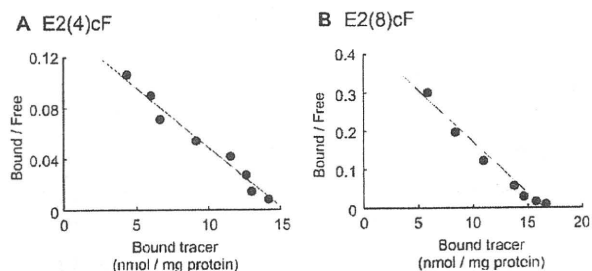 A E2(4)cF
B E2(8)cF
0.12
0.08
0.04
0
Bound / Free
0 5 10 15
Bound tracer
(nmol / mg protein)
0.4
0.3
0.2
0.1
0
Bound / Free
0 5 10 15 20
Bound tracer
(nmol / mg protein)